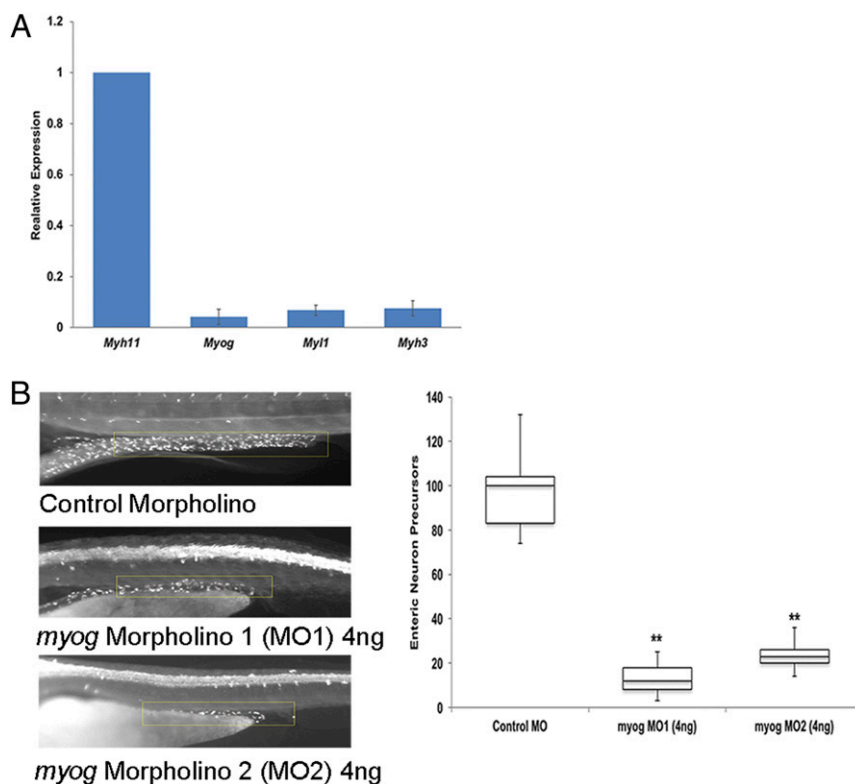 A
Realative Expression
1.2
1
0.8
0.6
0.4
0.2
0
Myh11 Myog Myl1 Myh3
B
Control Morpholino
myog Morpholino 1 (MO1) 4ng
myog Morpholino 2 (MO2) 4ng
Enteric Neuron Precursors
140
120
100
80
60
40
20
0
**
**
Control MO myog MO1 (4ng) myog MO2 (4ng)